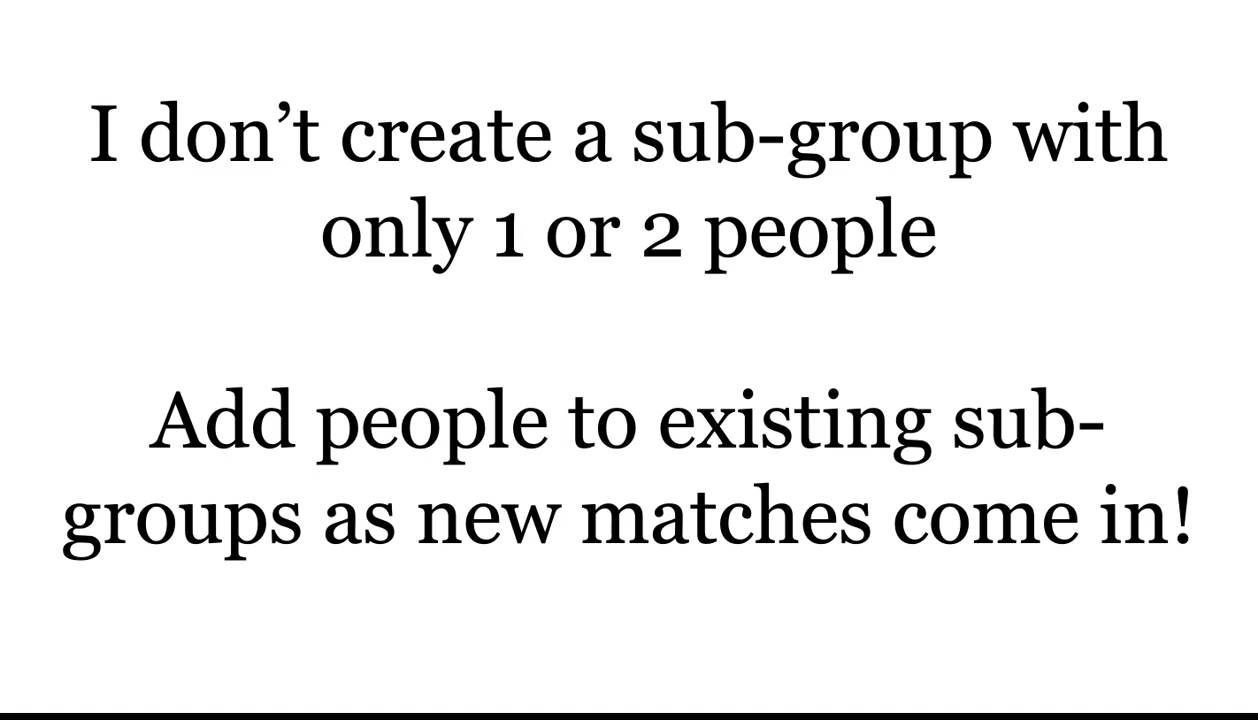 I don’t create a sub-group with
only 1 or 2 people
Add people to existing sub-
groups as new matches come in!